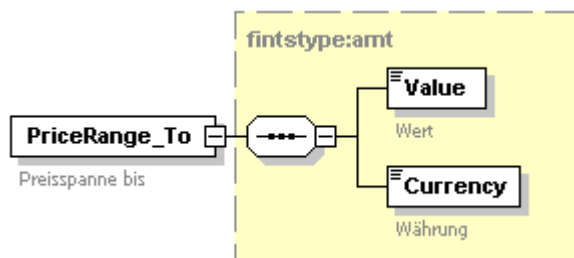 fintstype:amt
Value
Wert
PriceRange_To
Preisspanne bis
Currency
Währung